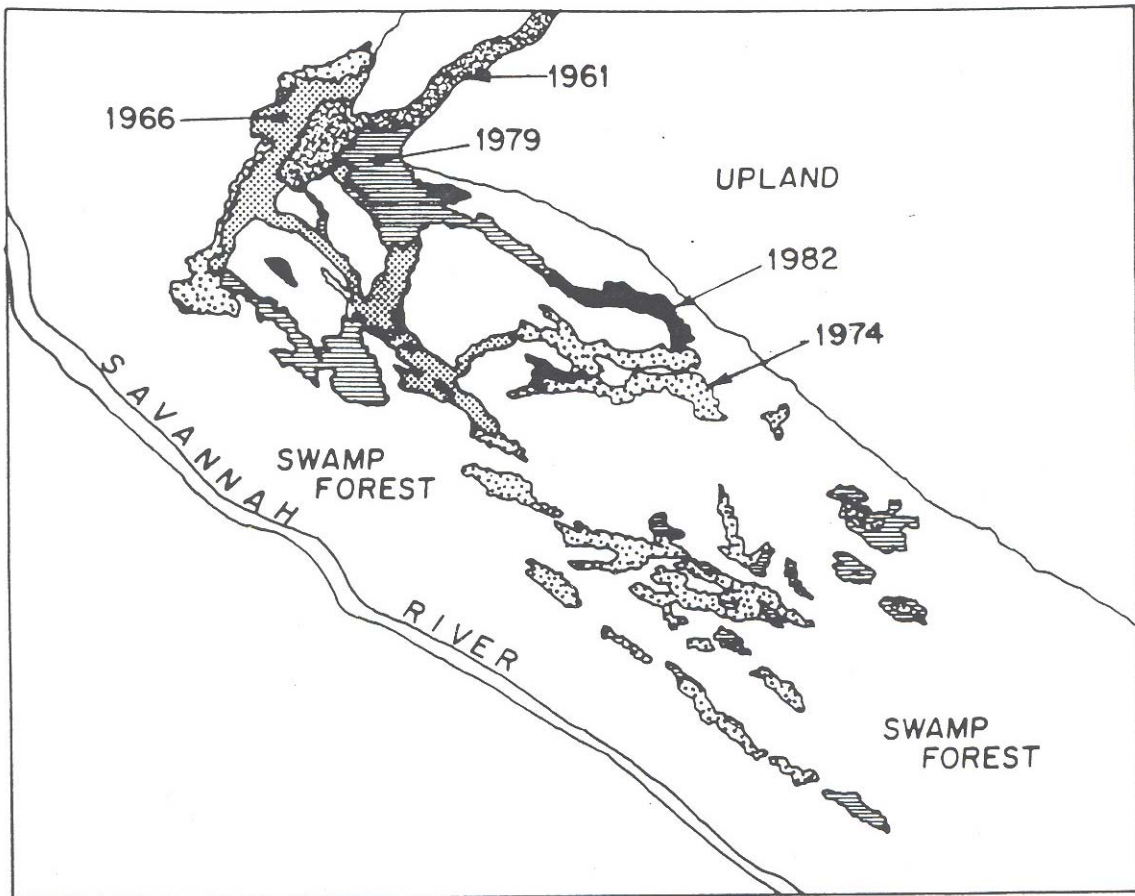 1961
1966
1979
UPLAND
1982
1974
SWAMP
FOREST
SAVANNAH RIVER
SWAMP
FOREST